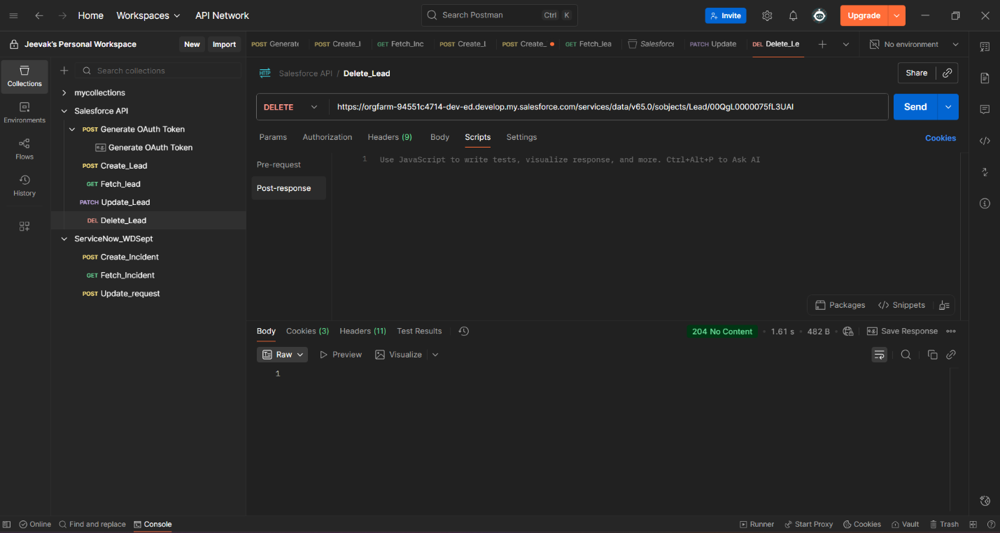 Home Workspaces API Network Search Postman Ctrl K Invite Upgrade
Jeevak's Personal Workspace New Import POST Generate POST Create_l GET Fetch_Inc POST Create_l POST Create_ GET Fetch_lea Salesforce PATCH Update DEL Delete_Le No environment
Collections
Environments
Flows
History
Search collections
mycollections
Salesforce API
POST Generate OAuth Token
e.g. Generate OAuth Token
POST Create_Lead
GET Fetch_lead
PATCH Update_Lead
DEL Delete_Lead
ServiceNow_WDSept
POST Create_Incident
GET Fetch_Incident
POST Update_request
HTTP Salesforce API / Delete_Lead Share
DELETE https://orgfarm-94551c4714-dev-ed.develop.my.salesforce.com/services/data/v65.0/sobjects/Lead/00QgL0000075fL3UAI Send
Params Authorization Headers (9) Body Scripts Settings Cookies
Pre-request
Post-response
1 Use JavaScript to write tests, visualize response, and more. Ctrl+Alt+P to Ask AI
Packages Snippets
Body Cookies (3) Headers (11) Test Results 204 No Content 1.61 s 482 B e.g. Save Response
Raw Preview Visualize
1
Online Find and replace Console Runner Start Proxy Cookies Vault Trash